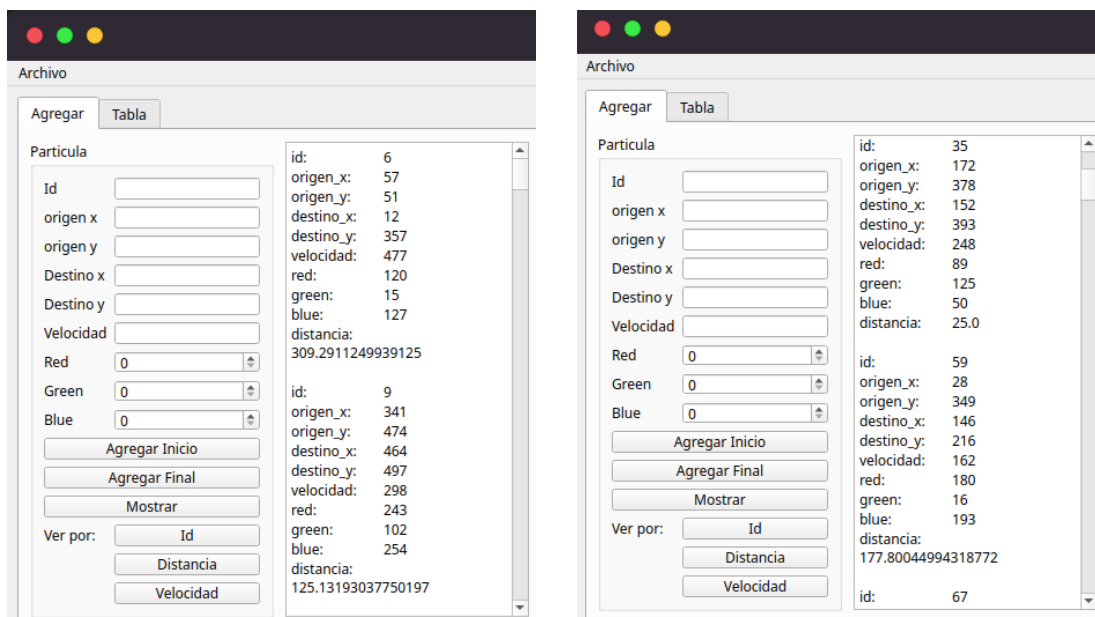 Archivo
Agregar Tabla
Particula
Id
origen x
origen y
Destino x
Destino y
Velocidad
Red 0
Green 0
Blue 0
Agregar Inicio
Agregar Final
Mostrar
Ver por: Id
Distancia
Velocidad
id: 6
origen_x: 57
origen_y: 51
destino_x: 12
destino_y: 357
velocidad: 477
red: 120
green: 15
blue: 127
distancia:
309.2911249939125
id: 9
origen_x: 341
origen_y: 474
destino_x: 464
destino_y: 497
velocidad: 298
red: 243
green: 102
blue: 254
distancia:
125.13193037750197
Archivo
Agregar Tabla
Particula
Id
origen x
origen y
Destino x
Destino y
Velocidad
Red 0
Green 0
Blue 0
Agregar Inicio
Agregar Final
Mostrar
Ver por: Id
Distancia
Velocidad
id: 35
origen_x: 172
origen_y: 378
destino_x: 152
destino_y: 393
velocidad: 248
red: 89
green: 125
blue: 50
distancia: 25.0
id: 59
origen_x: 28
origen_y: 349
destino_x: 146
destino_y: 216
velocidad: 162
red: 180
green: 16
blue: 193
distancia:
177.80044994318772
id: 67